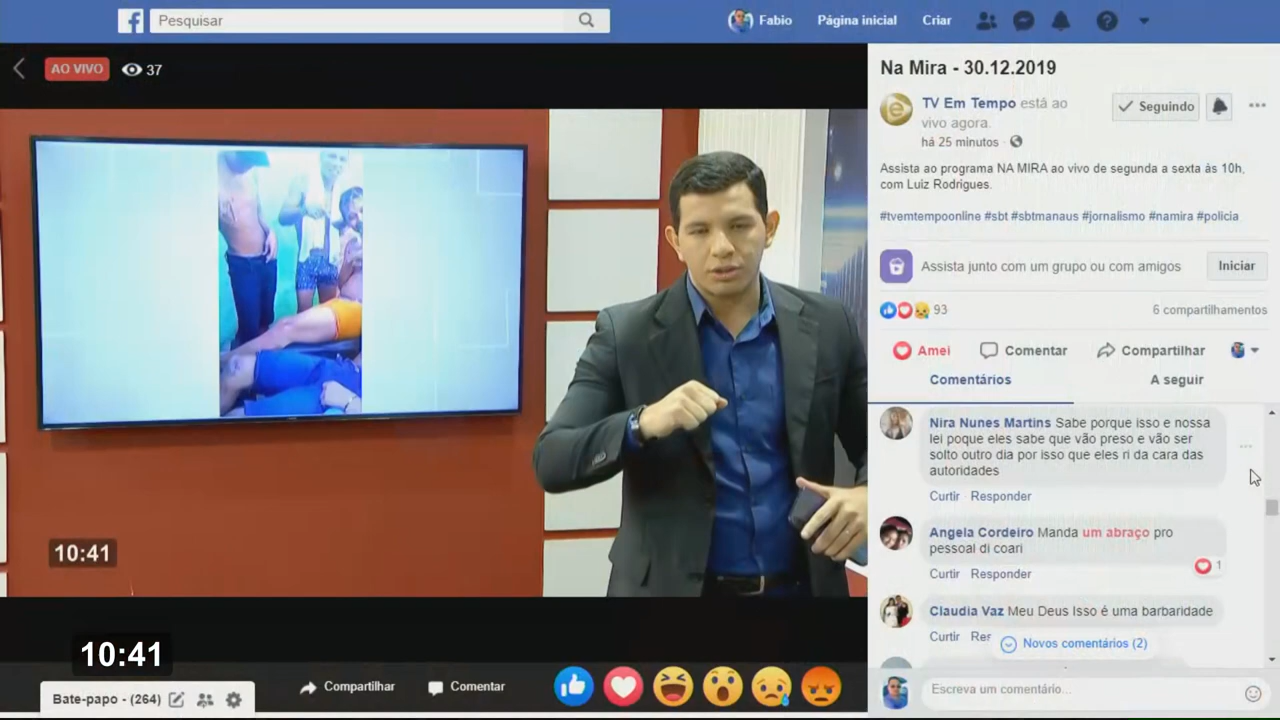 Pesquisar
Fabio
Página inicial
Criar
AO VIVO
37
10:41
10:41
Bate-papo - (264)
Compartilhar
Comentar
Na Mira - 30.12.2019
TV Em Tempo está ao
vivo agora.
há 25 minutos ·
Seguindo
Assista ao programa NA MIRA ao vivo de segunda a sexta às 10h,
com Luiz Rodrigues.
#tvemtempoonline #sbt #sbtmanaus #jornalismo #namira #policia
Assista junto com um grupo ou com amigos
Iniciar
93
6 compartilhamentos
Amei
Comentar
Compartilhar
Comentários
A seguir
Nira Nunes Martins Sabe porque isso e nossa
lei poque eles sabe que vão preso e vão ser
solto outro dia por isso que eles ri da cara das
autoridades
Curtir · Responder
Angela Cordeiro Manda um abraço pro
pessoal di coari
1
Curtir · Responder
Claudia Vaz Meu Deus Isso é uma barbaridade
Curtir · Res
Novos comentários (2)
Escreva um comentário...